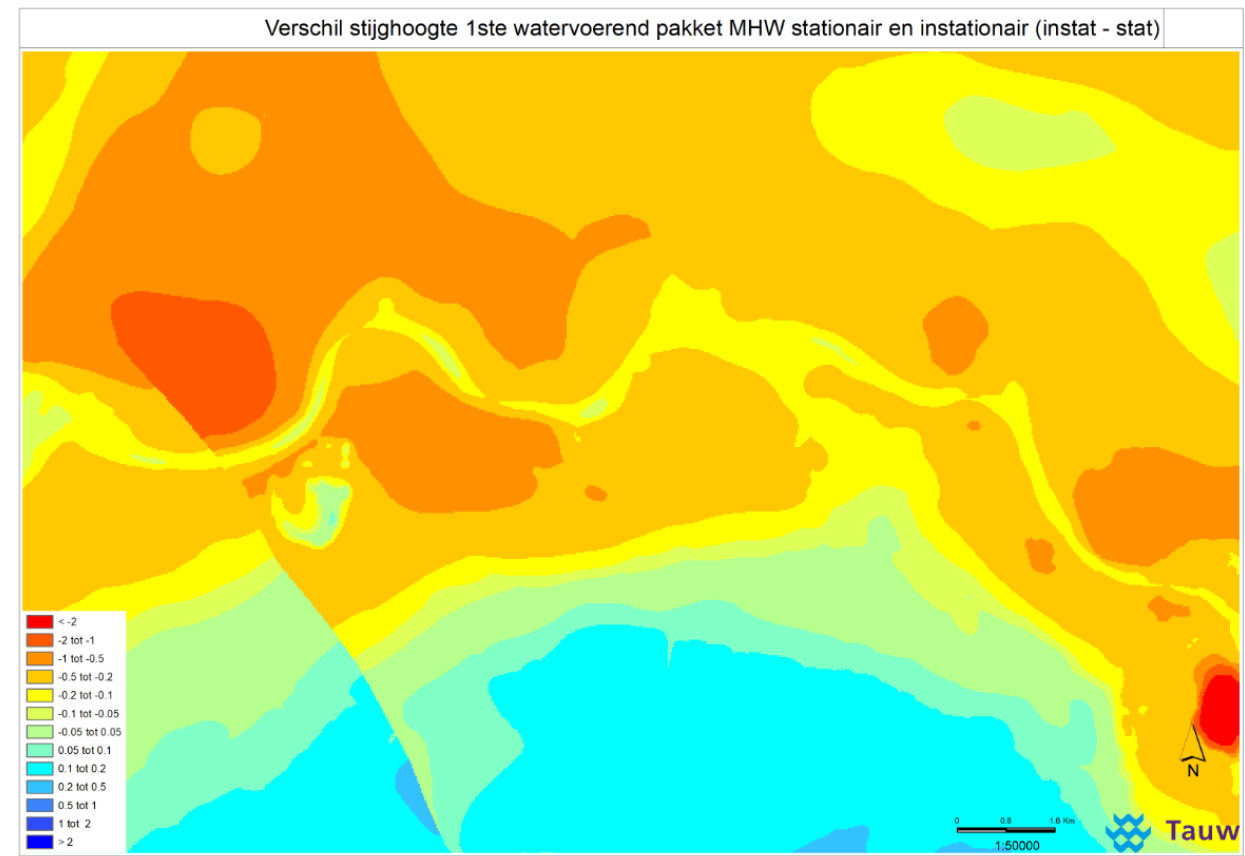 Verschil stijghoogte 1ste watervoerend pakket MHW stationair en instationair (instat - stat)
< -2
-2 tot -1
-1 tot -0.5
-0.5 tot -0.2
-0.2 tot -0.1
-0.1 tot -0.05
-0.05 tot 0.05
0.05 tot 0.1
0.1 tot 0.2
0.2 tot 0.5
0.5 tot 1
1 tot 2
> 2
N
0 0.8 1.6 Km
1:50000
Tauw